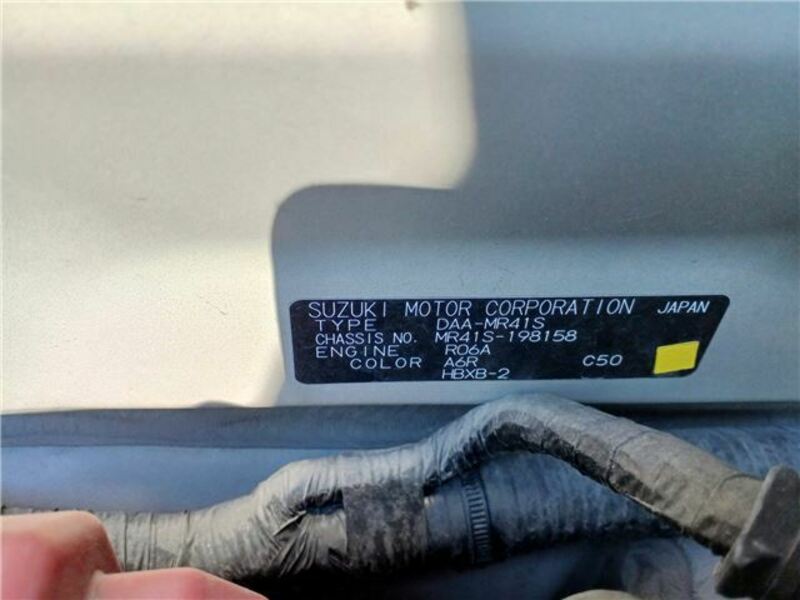 SUZUKI MOTOR CORPORATION JAPAN
TYPE DAA-MR41S
CHASSIS NO. MR41S-198158
ENGINE R06A
COLOR A6R C50
HBXB-2